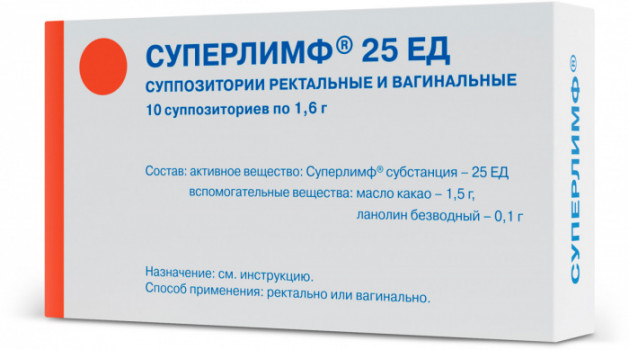 СУПЕРЛИМФ® 25 ЕД
СУППОЗИТОРИИ РЕКТАЛЬНЫЕ И ВАГИНАЛЬНЫЕ
10 суппозиториев по 1,6 г
Состав: активное вещество: Суперлимф® субстанция – 25 ЕД
вспомогательные вещества: масло какао – 1,5 г,
ланолин безводный – 0,1 г
Назначение: см. инструкцию.
Способ применения: ректально или вагинально.
СУПЕРЛИМФ®